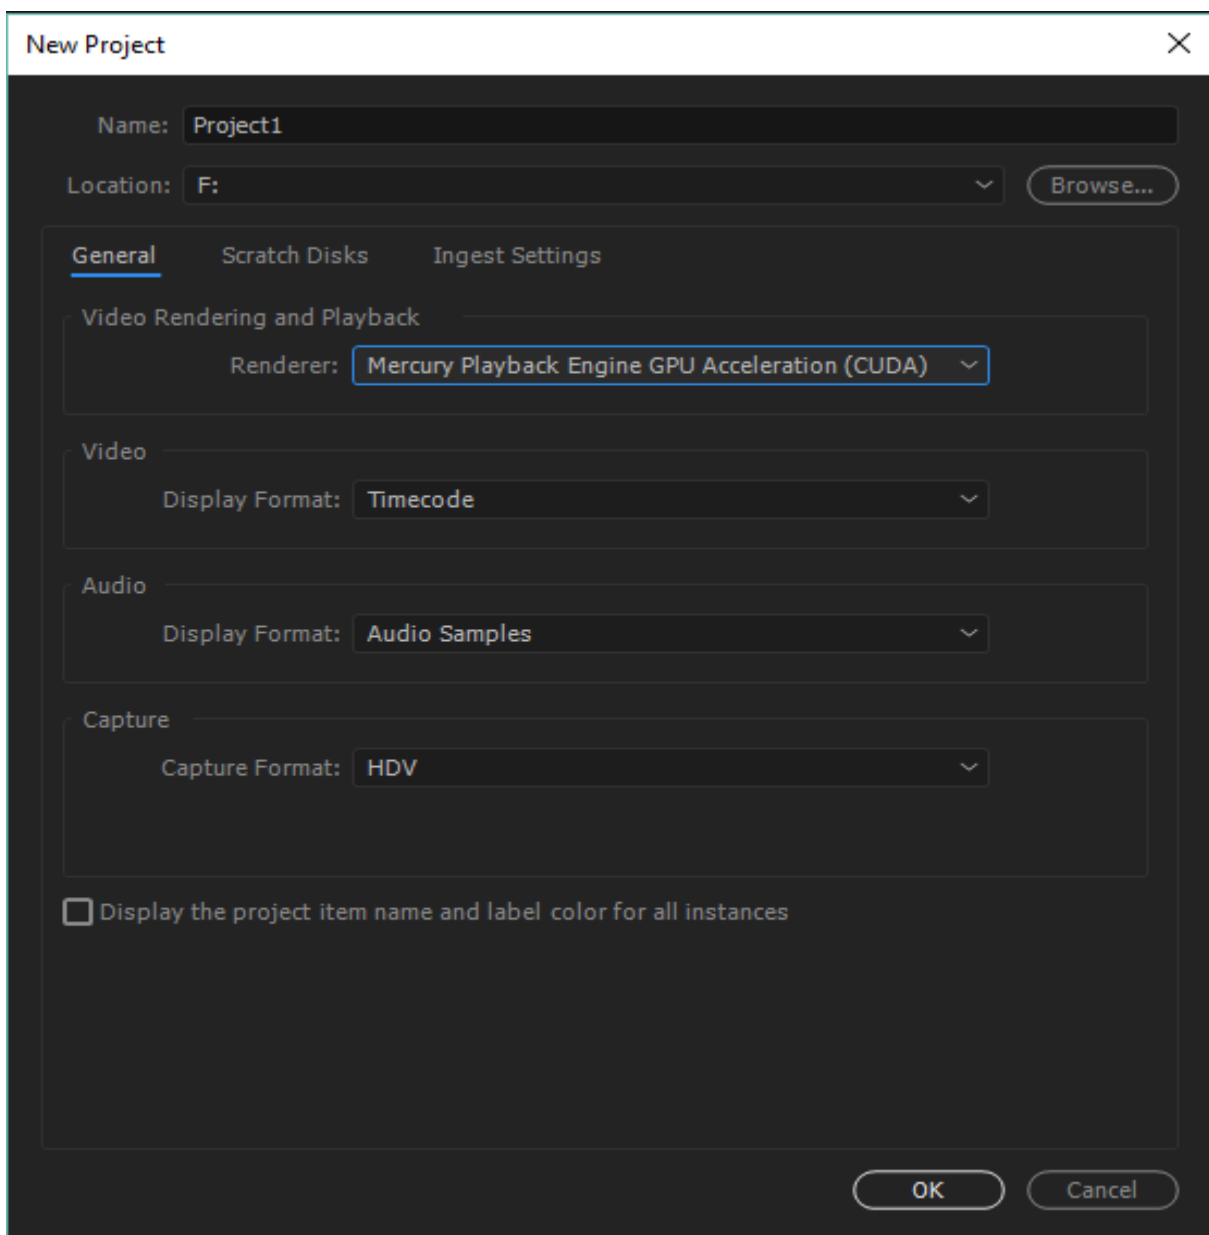 New Project
Name: Project1
Location: F: Browse...
General Scratch Disks Ingest Settings
Video Rendering and Playback
Renderer: Mercury Playback Engine GPU Acceleration (CUDA)
Video
Display Format: Timecode
Audio
Display Format: Audio Samples
Capture
Capture Format: HDV
Display the project item name and label color for all instances
OK Cancel